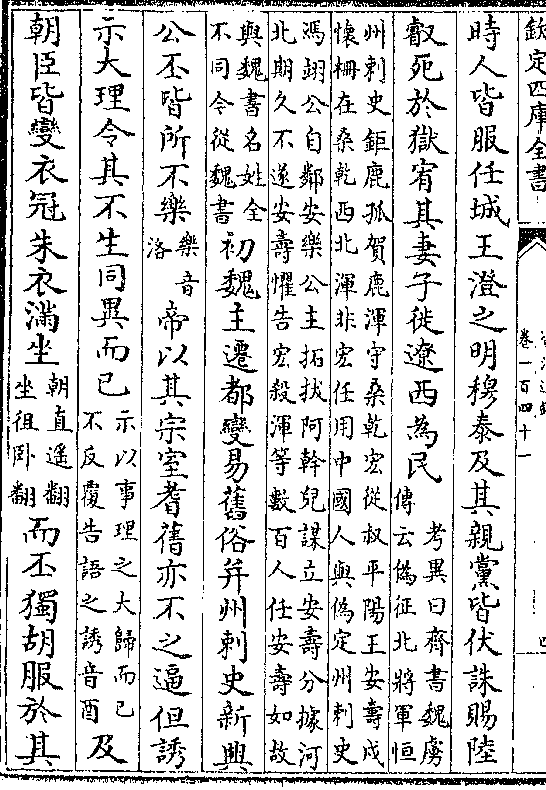 欽定四庫全書
卷一百四十一
時人皆服任城王澄之明穆泰及其親黨皆伏誅賜陸
叡死於獄宥其妻子徙遼西為民考異曰齊書魏虜
傳云偽征北將軍恒
州刺史鉅鹿孤賀鹿渾守桑乾宏從叔平陽王安壽戍
懷柵在桑乾西北渾非宏任用中國人與偽定州刺史
馮翊公自鄰安樂公主拓拔阿幹兒謀立安壽分據河
北期久不遂安壽懼告宏殺渾等數百人任安壽如故
與魏書名姓全
不同今從魏書初魏主遷都變易舊俗并州刺史新興
公丕皆所不樂樂音
洛帝以其宗室耆舊亦不之逼但誘
示大理令其不生同異而已示以事理之大歸而已
不反覆告語之誘音酉及
朝臣皆變衣冠朱衣滿坐朝直遥翻
坐徂卧翻而丕獨胡服於其